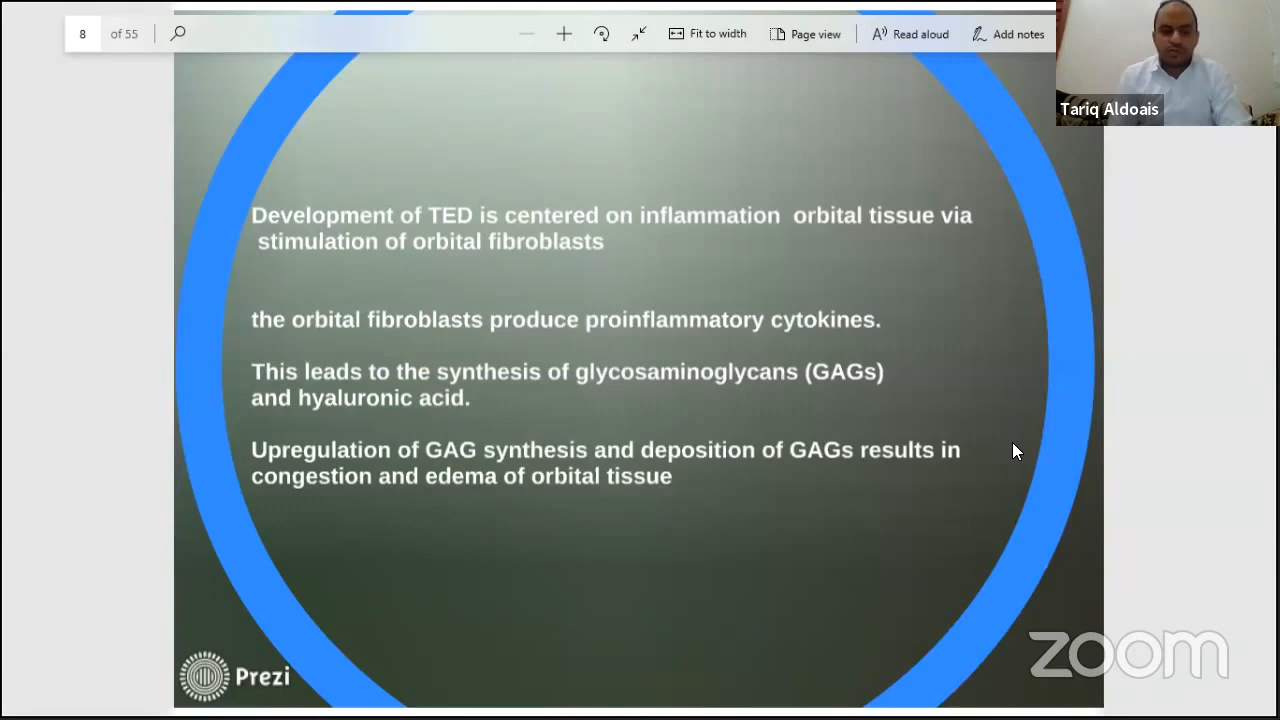 8 of 55
Fit to width
Page view
Read aloud
Add notes
Tariq Aldoais
Development of TED is centered on inflammation orbital tissue via
stimulation of orbital fibroblasts
the orbital fibroblasts produce proinflammatory cytokines.
This leads to the synthesis of glycosaminoglycans (GAGs)
and hyaluronic acid.
Upregulation of GAG synthesis and deposition of GAGs results in
congestion and edema of orbital tissue
Prezi
zoom